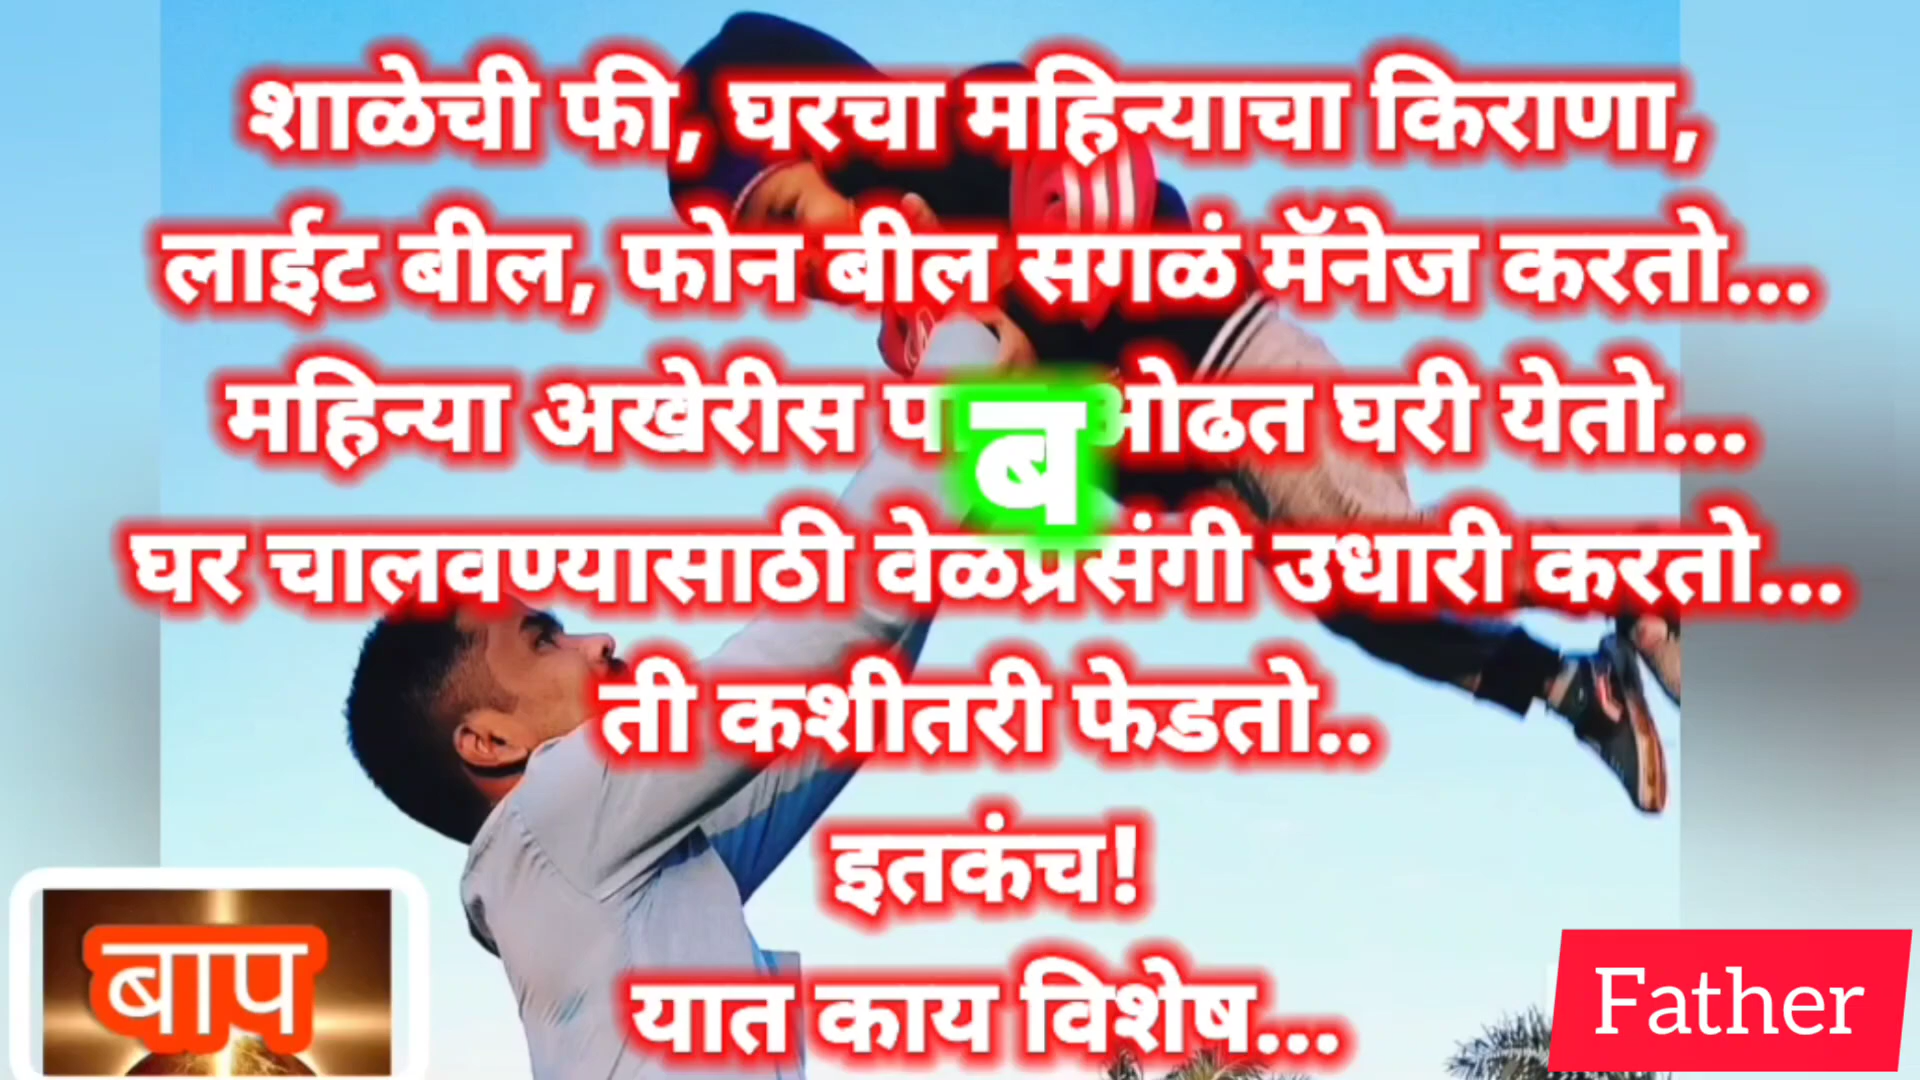 शाळेची फी, घरचा महिन्याचा किराणा,
लाईट बील, फोन बील सगळं मॅनेज करतो...
महिन्या अखेरीस ओढत घरी येतो...
ब
घर चालवण्यासाठी वेळप्रसंगी उधारी करतो...
ती कशीतरी फेडतो..
इतकंच!
यात काय विशेष...
बाप
Father